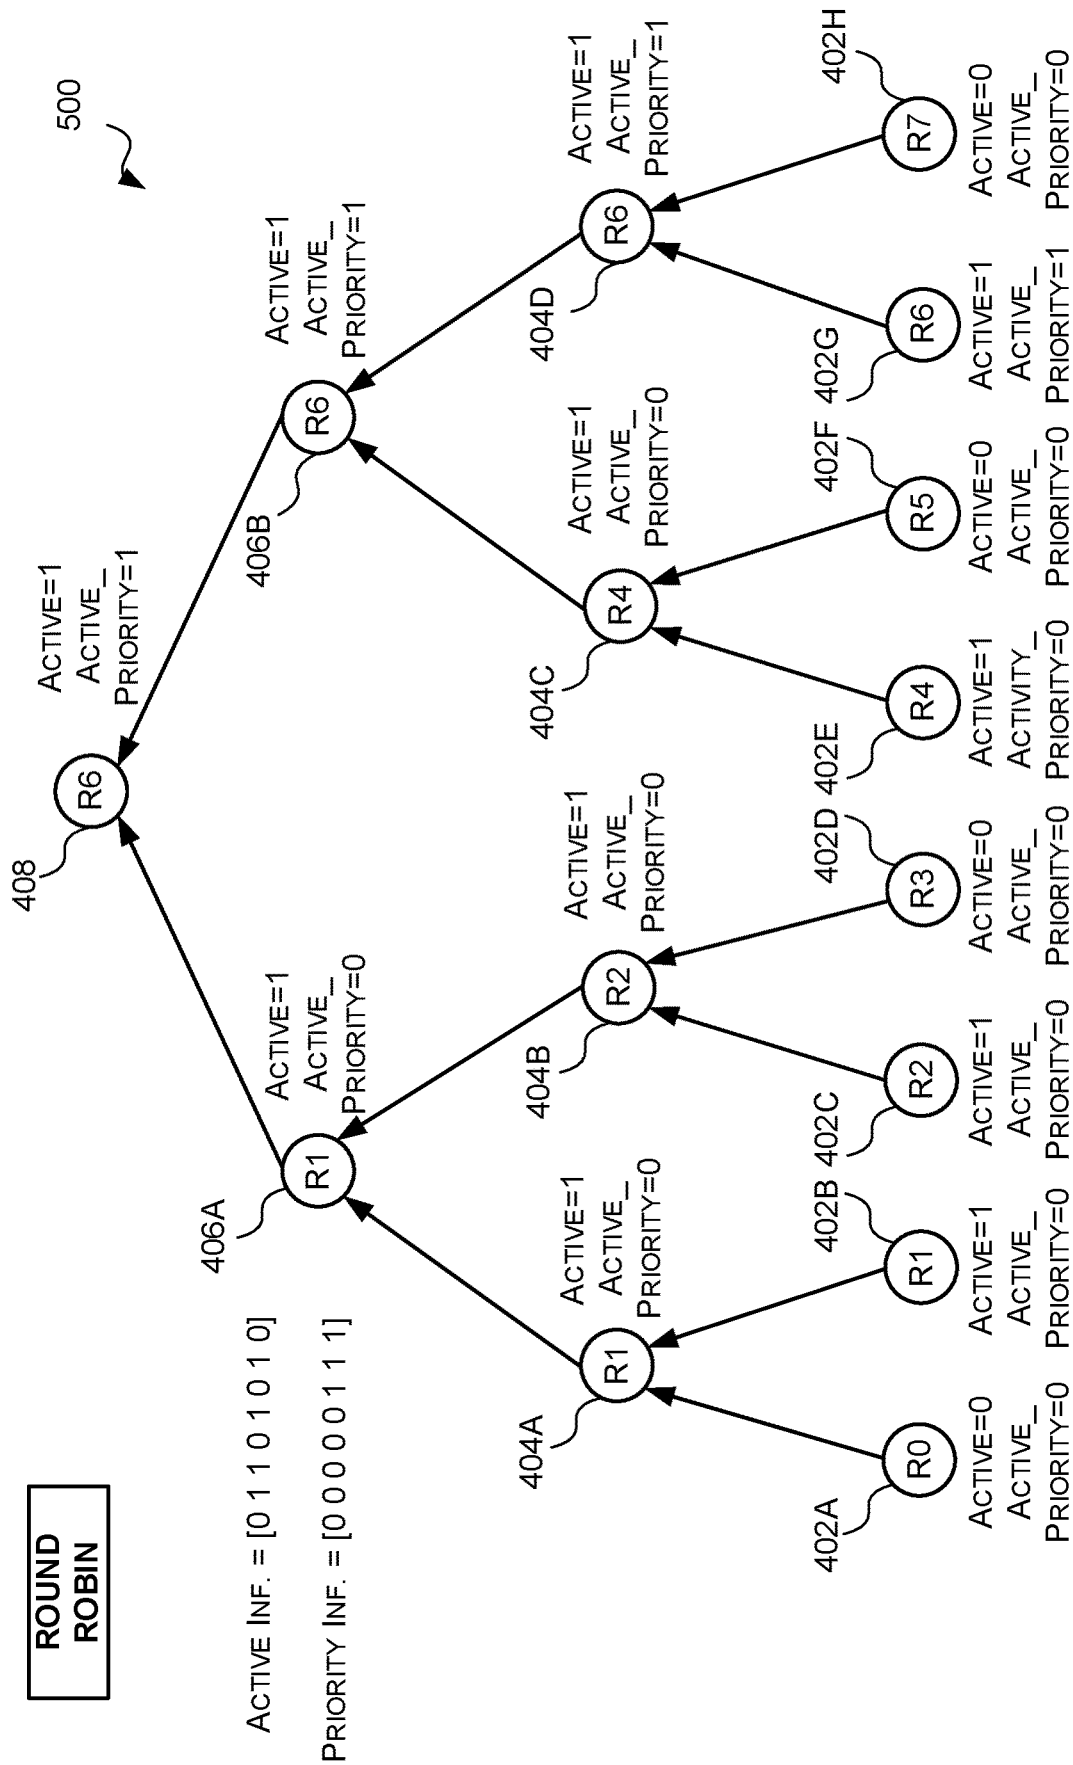 ROUND
ROBIN
500
ACTIVE INF. = [0 1 1 0 1 0 1 0]
PRIORITY INF. = [0 0 0 0 0 1 1 1]
408
R6
ACTIVE=1
ACTIVE_
PRIORITY=1
406A
R1
ACTIVE=1
ACTIVE_
PRIORITY=0
406B
R6
ACTIVE=1
ACTIVE_
PRIORITY=1
404A
R1
ACTIVE=1
ACTIVE_
PRIORITY=0
404B
R2
ACTIVE=1
ACTIVE_
PRIORITY=0
404C
R4
ACTIVE=1
ACTIVE_
PRIORITY=0
404D
R6
ACTIVE=1
ACTIVE_
PRIORITY=1
402A
R0
ACTIVE=0
ACTIVE_
PRIORITY=0
402B
R1
ACTIVE=1
ACTIVE_
PRIORITY=0
402C
R2
ACTIVE=1
ACTIVE_
PRIORITY=0
402D
R3
ACTIVE=0
ACTIVE_
PRIORITY=0
402E
R4
ACTIVE=1
ACTIVITY_
PRIORITY=0
402F
R5
ACTIVE=0
ACTIVE_
PRIORITY=0
402G
R6
ACTIVE=1
ACTIVE_
PRIORITY=1
402H
R7
ACTIVE=0
ACTIVE_
PRIORITY=0